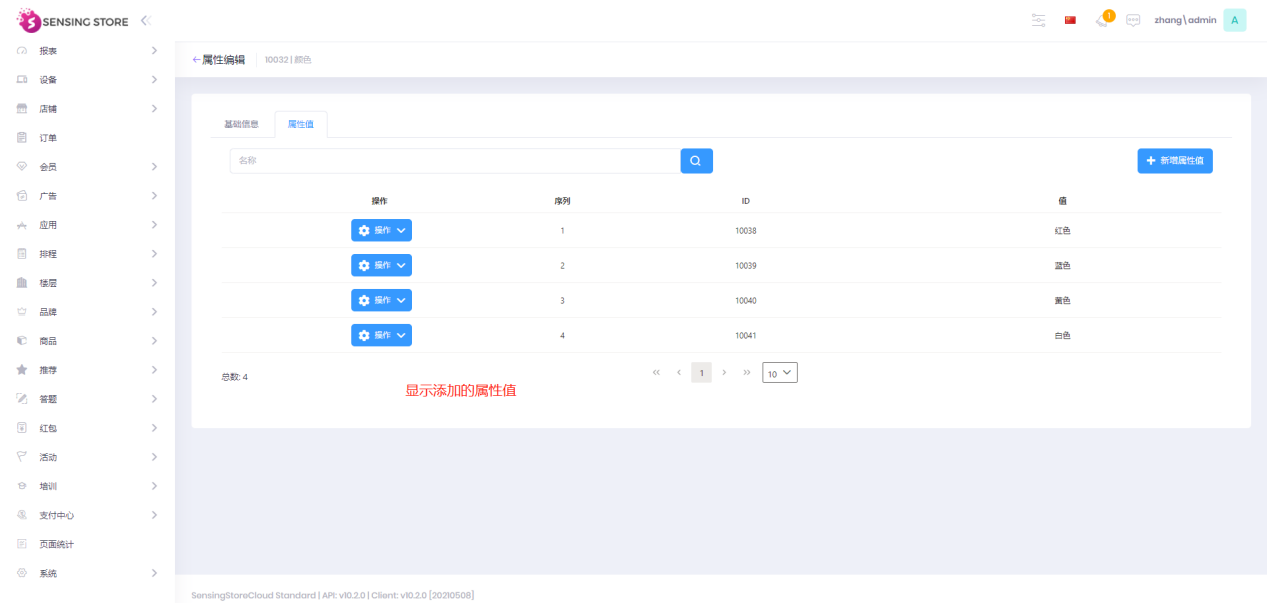 SENSING STORE
1
zhang\admin
A
报表
设备
店铺
订单
会员
广告
应用
排程
楼层
品牌
商品
推荐
答题
红包
活动
培训
支付中心
页面统计
系统
←属性编辑 10032 | 颜色
基础信息 属性值
名称
+ 新增属性值
操作 序列 ID 值
操作 1 10038 红色
操作 2 10039 蓝色
操作 3 10040 黄色
操作 4 10041 白色
总数: 4
« ‹ 1 › » 10
显示添加的属性值
SensingStoreCloud Standard | API: v10.2.0 | Client: v10.2.0 [20210508]